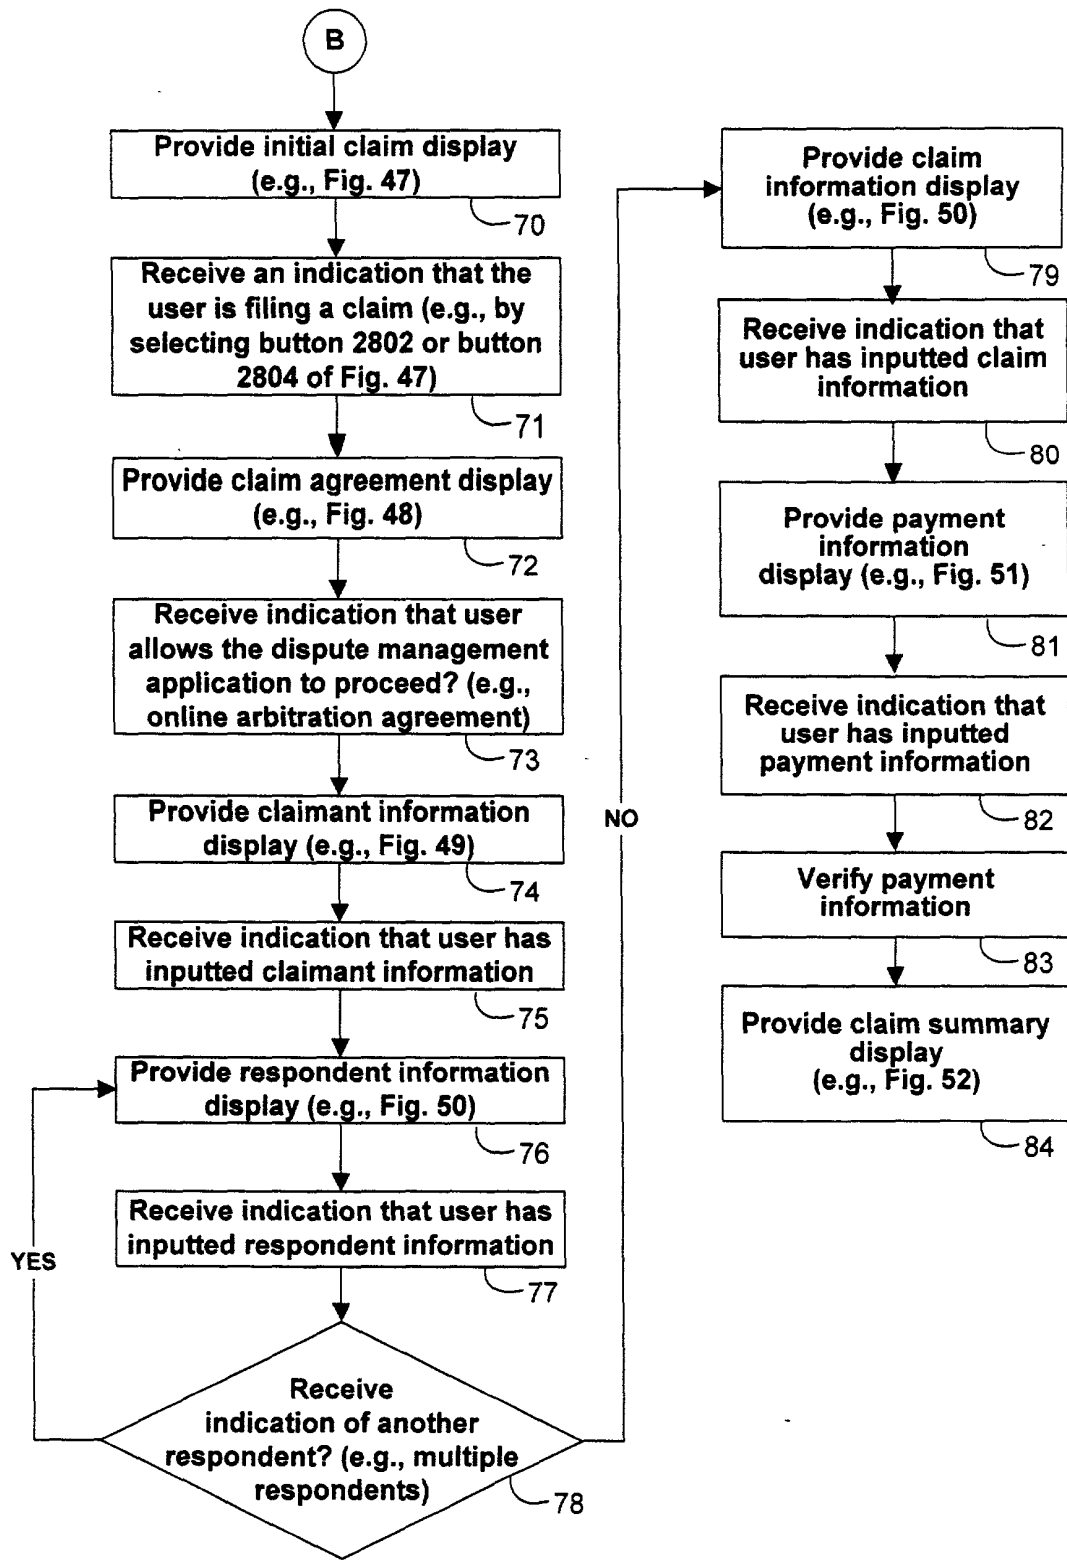 B
Provide initial claim display
(e.g., Fig. 47)
70
Receive an indication that the
user is filing a claim (e.g., by
selecting button 2802 or button
2804 of Fig. 47)
71
Provide claim agreement display
(e.g., Fig. 48)
72
Receive indication that user
allows the dispute management
application to proceed? (e.g.,
online arbitration agreement)
73
Provide claimant information
display (e.g., Fig. 49)
74
Receive indication that user has
inputted claimant information
75
Provide respondent information
display (e.g., Fig. 50)
76
Receive indication that user has
inputted respondent information
77
YES
Receive
indication of another
respondent? (e.g., multiple
respondents)
78
NO
Provide claim
information display
(e.g., Fig. 50)
79
Receive indication that
user has inputted claim
information
80
Provide payment
information
display (e.g., Fig. 51)
81
Receive indication that
user has inputted
payment information
82
Verify payment
information
83
Provide claim summary
display
(e.g., Fig. 52)
84